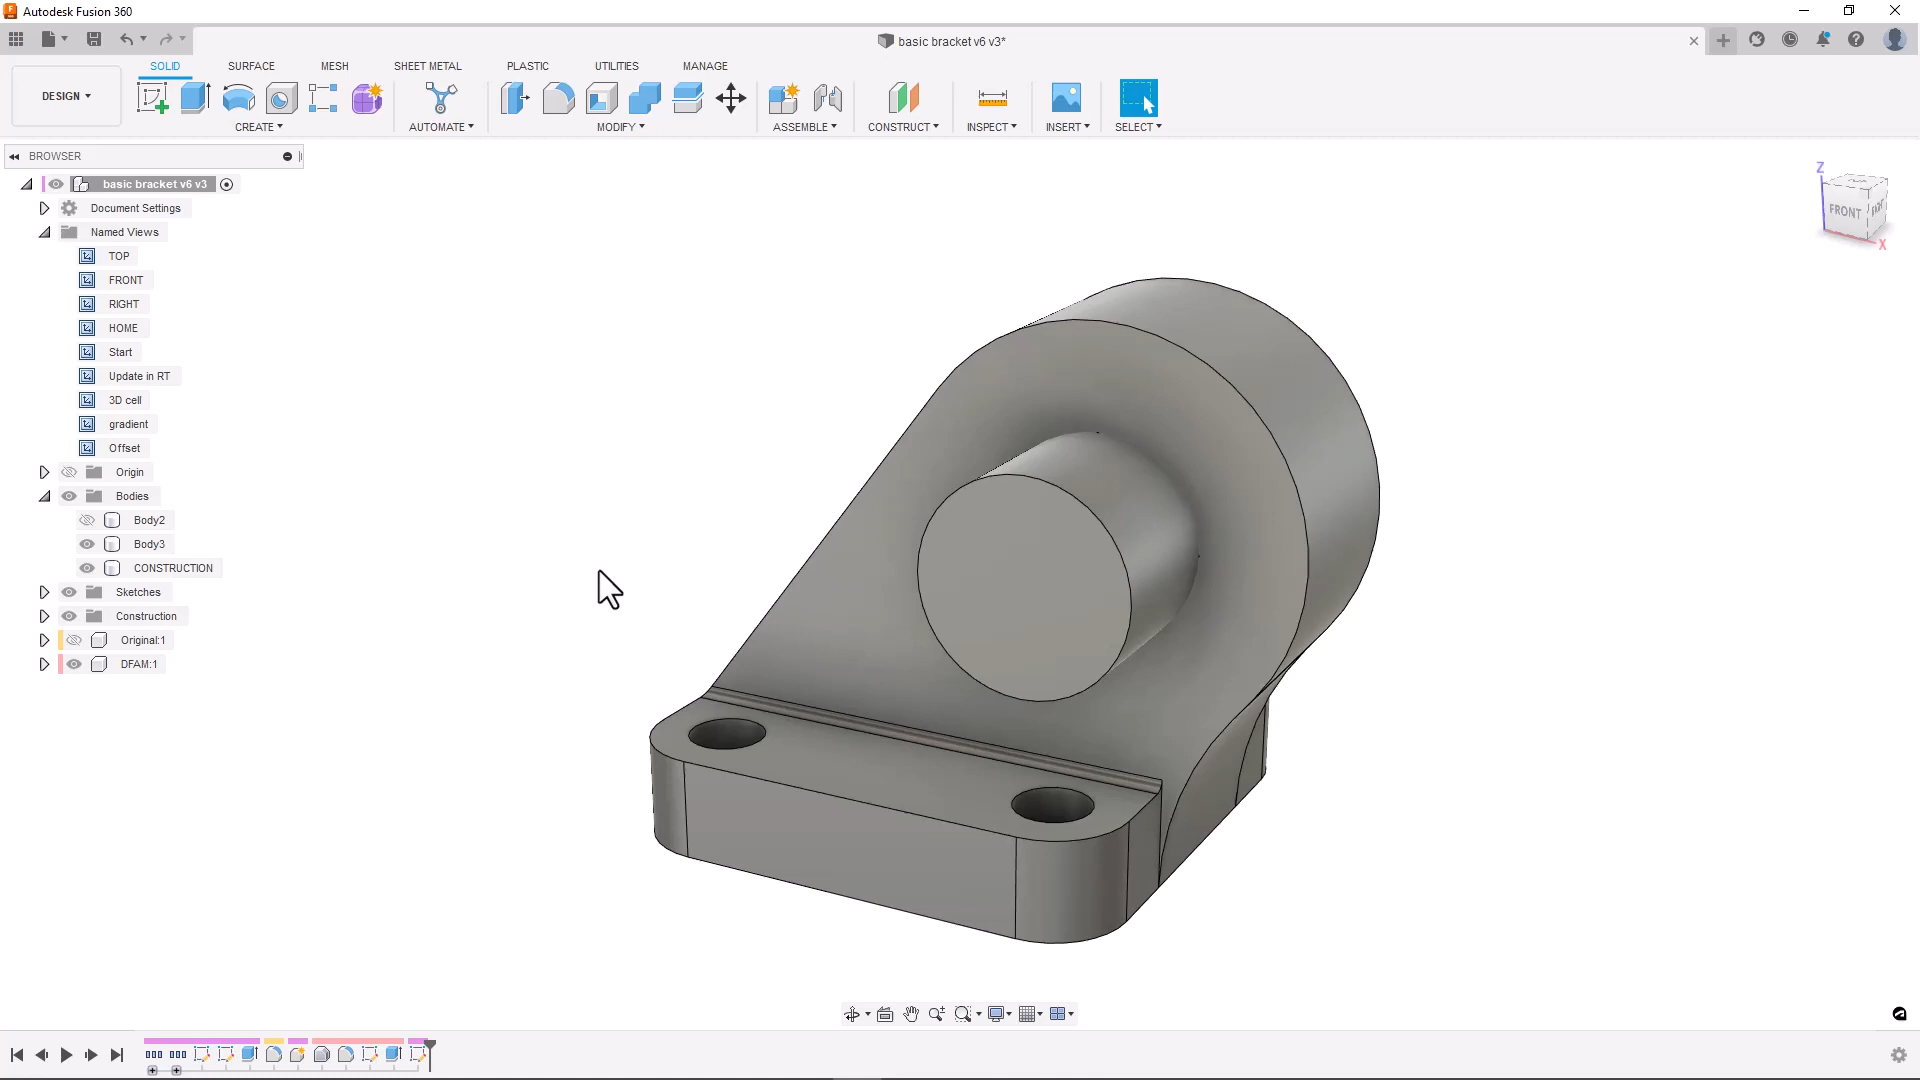 Autodesk Fusion 360
basic bracket v6 v3*
SOLID SURFACE MESH SHEET METAL PLASTIC UTILITIES MANAGE
DESIGN
CREATE AUTOMATE MODIFY ASSEMBLE CONSTRUCT INSPECT INSERT SELECT
BROWSER
basic bracket v6 v3
Document Settings
Named Views
TOP
FRONT
RIGHT
HOME
Start
Update in RT
3D cell
gradient
Offset
Origin
Bodies
Body2
Body3
CONSTRUCTION
Sketches
Construction
Original:1
DFAM:1
Z
FRONT
X